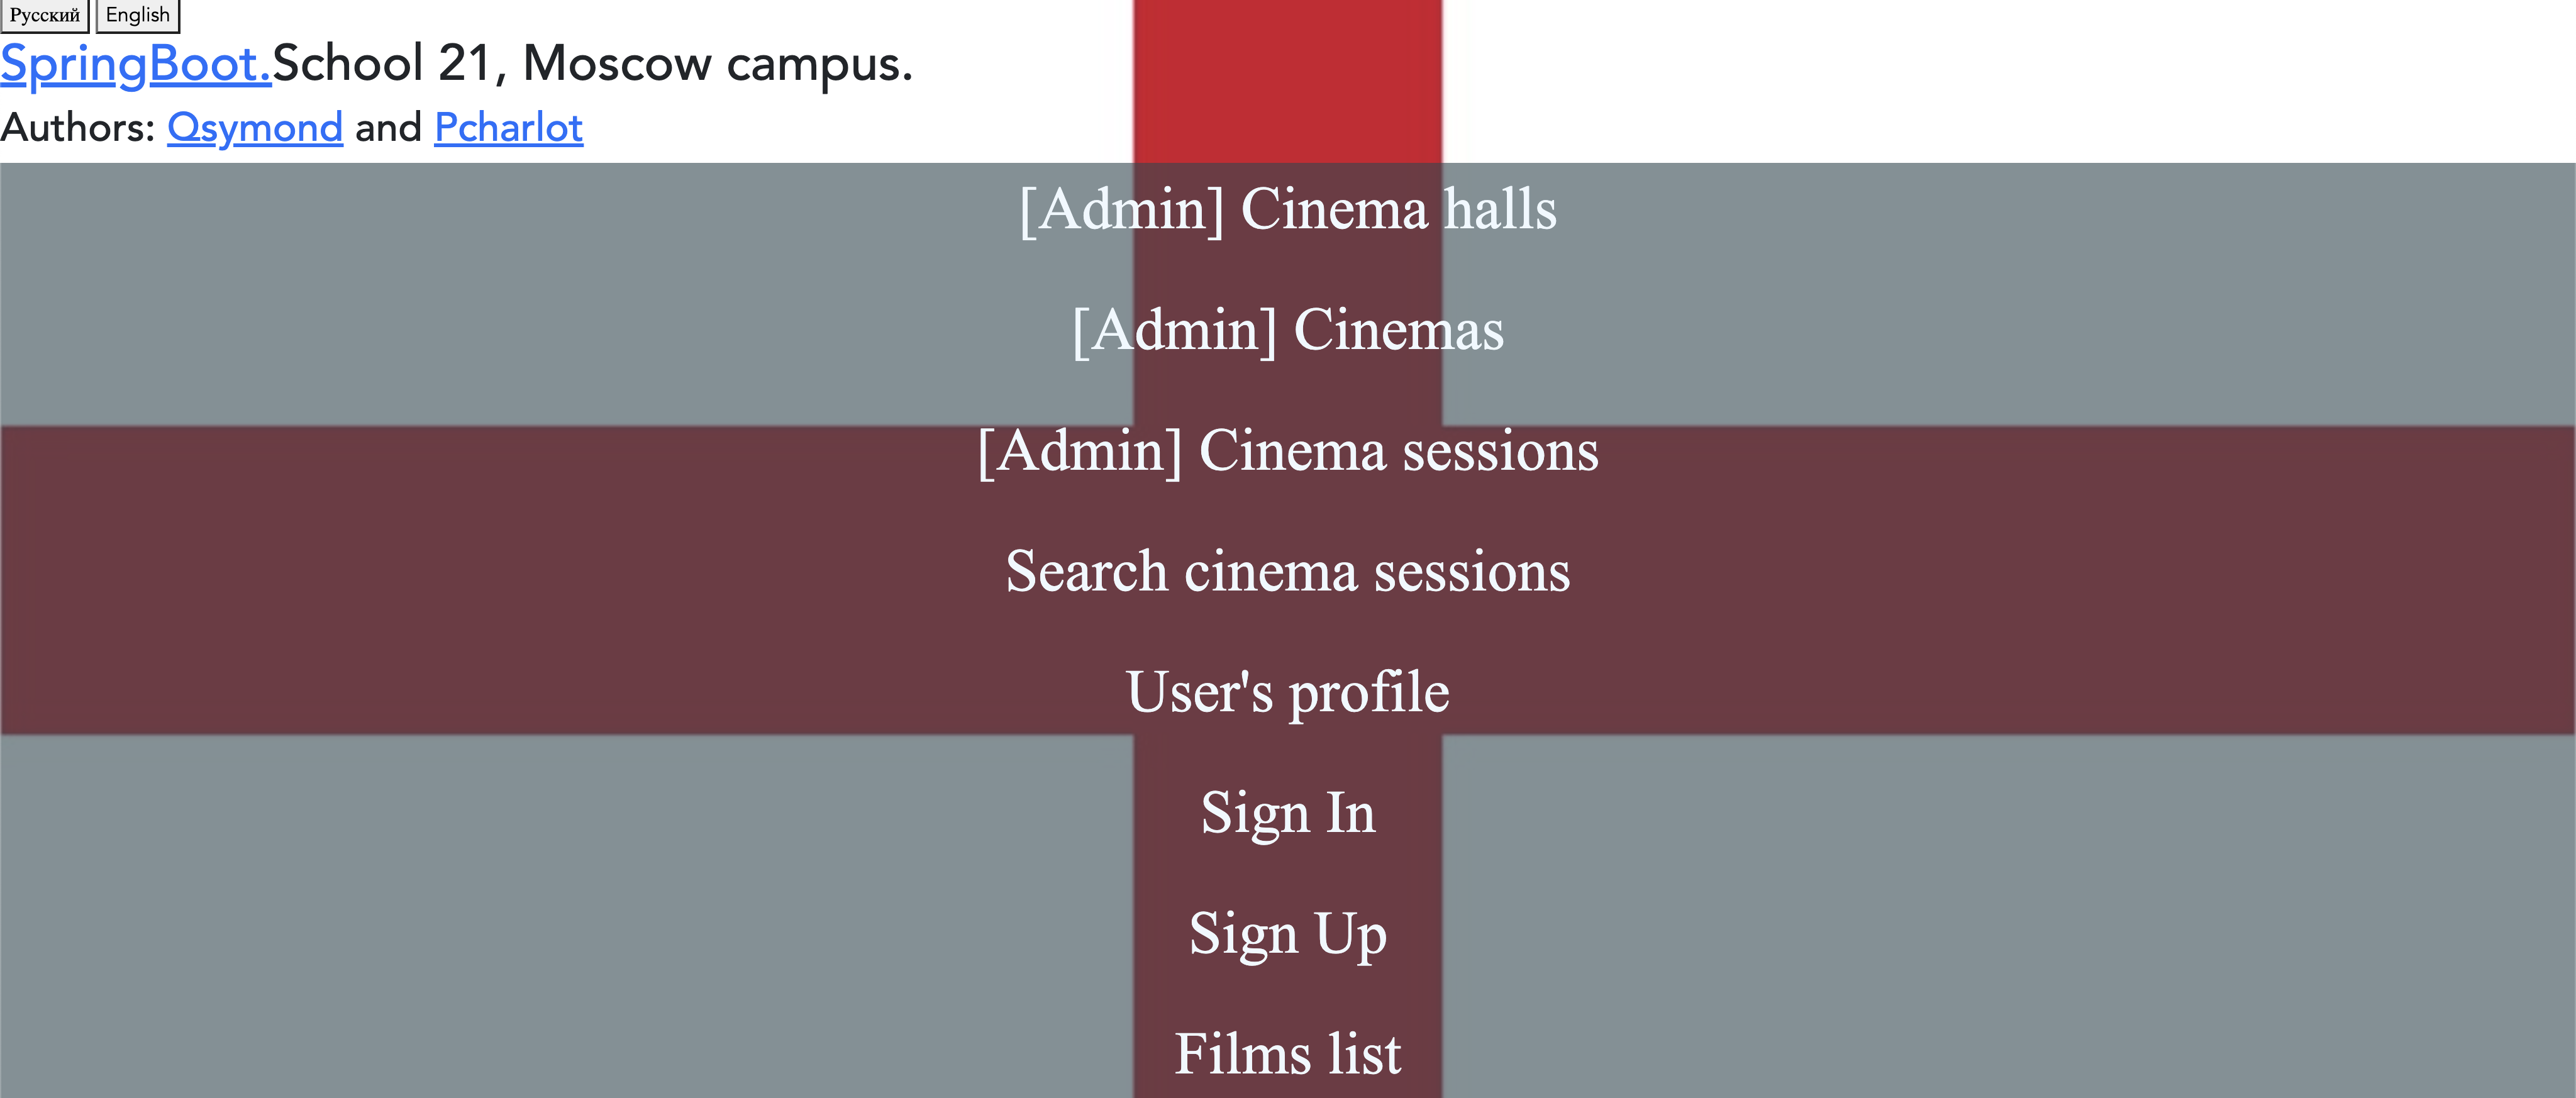 Русский English
SpringBoot.School 21, Moscow campus.
Authors: Qsymond and Pcharlot
[Admin] Cinema halls
[Admin] Cinemas
[Admin] Cinema sessions
Search cinema sessions
User's profile
Sign In
Sign Up
Films list